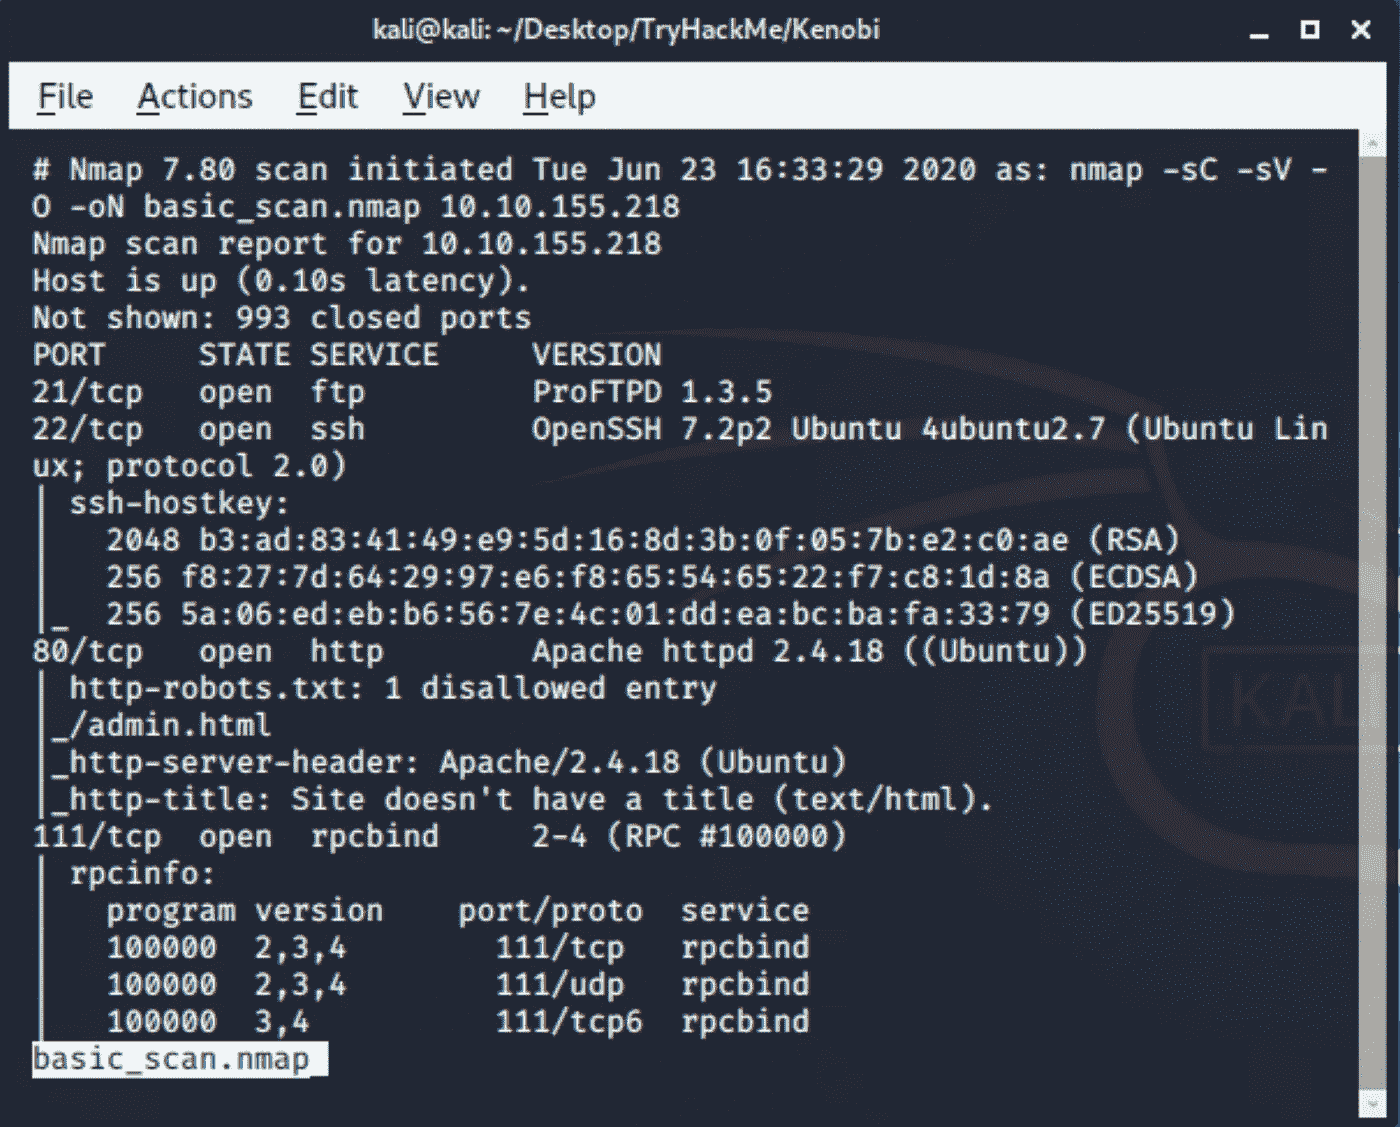 kali@kali: ~/Desktop/TryHackMe/Kenobi
File Actions Edit View Help
# Nmap 7.80 scan initiated Tue Jun 23 16:33:29 2020 as: nmap -sC -sV -
O -oN basic_scan.nmap 10.10.155.218
Nmap scan report for 10.10.155.218
Host is up (0.10s latency).
Not shown: 993 closed ports
PORT     STATE SERVICE     VERSION
21/tcp   open  ftp         ProFTPD 1.3.5
22/tcp   open  ssh         OpenSSH 7.2p2 Ubuntu 4ubuntu2.7 (Ubuntu Lin
ux; protocol 2.0)
| ssh-hostkey:
|   2048 b3:ad:83:41:49:e9:5d:16:8d:3b:0f:05:7b:e2:c0:ae (RSA)
|   256 f8:27:7d:64:29:97:e6:f8:65:54:65:22:f7:c8:1d:8a (ECDSA)
|_  256 5a:06:ed:eb:b6:56:7e:4c:01:dd:ea:bc:ba:fa:33:79 (ED25519)
80/tcp   open  http        Apache httpd 2.4.18 ((Ubuntu))
| http-robots.txt: 1 disallowed entry
|_/admin.html
|_http-server-header: Apache/2.4.18 (Ubuntu)
|_http-title: Site doesn't have a title (text/html).
111/tcp  open  rpcbind     2-4 (RPC #100000)
| rpcinfo:
|   program version    port/proto  service
|   100000  2,3,4        111/tcp   rpcbind
|   100000  2,3,4        111/udp   rpcbind
|   100000  3,4          111/tcp6  rpcbind
basic_scan.nmap
KAL